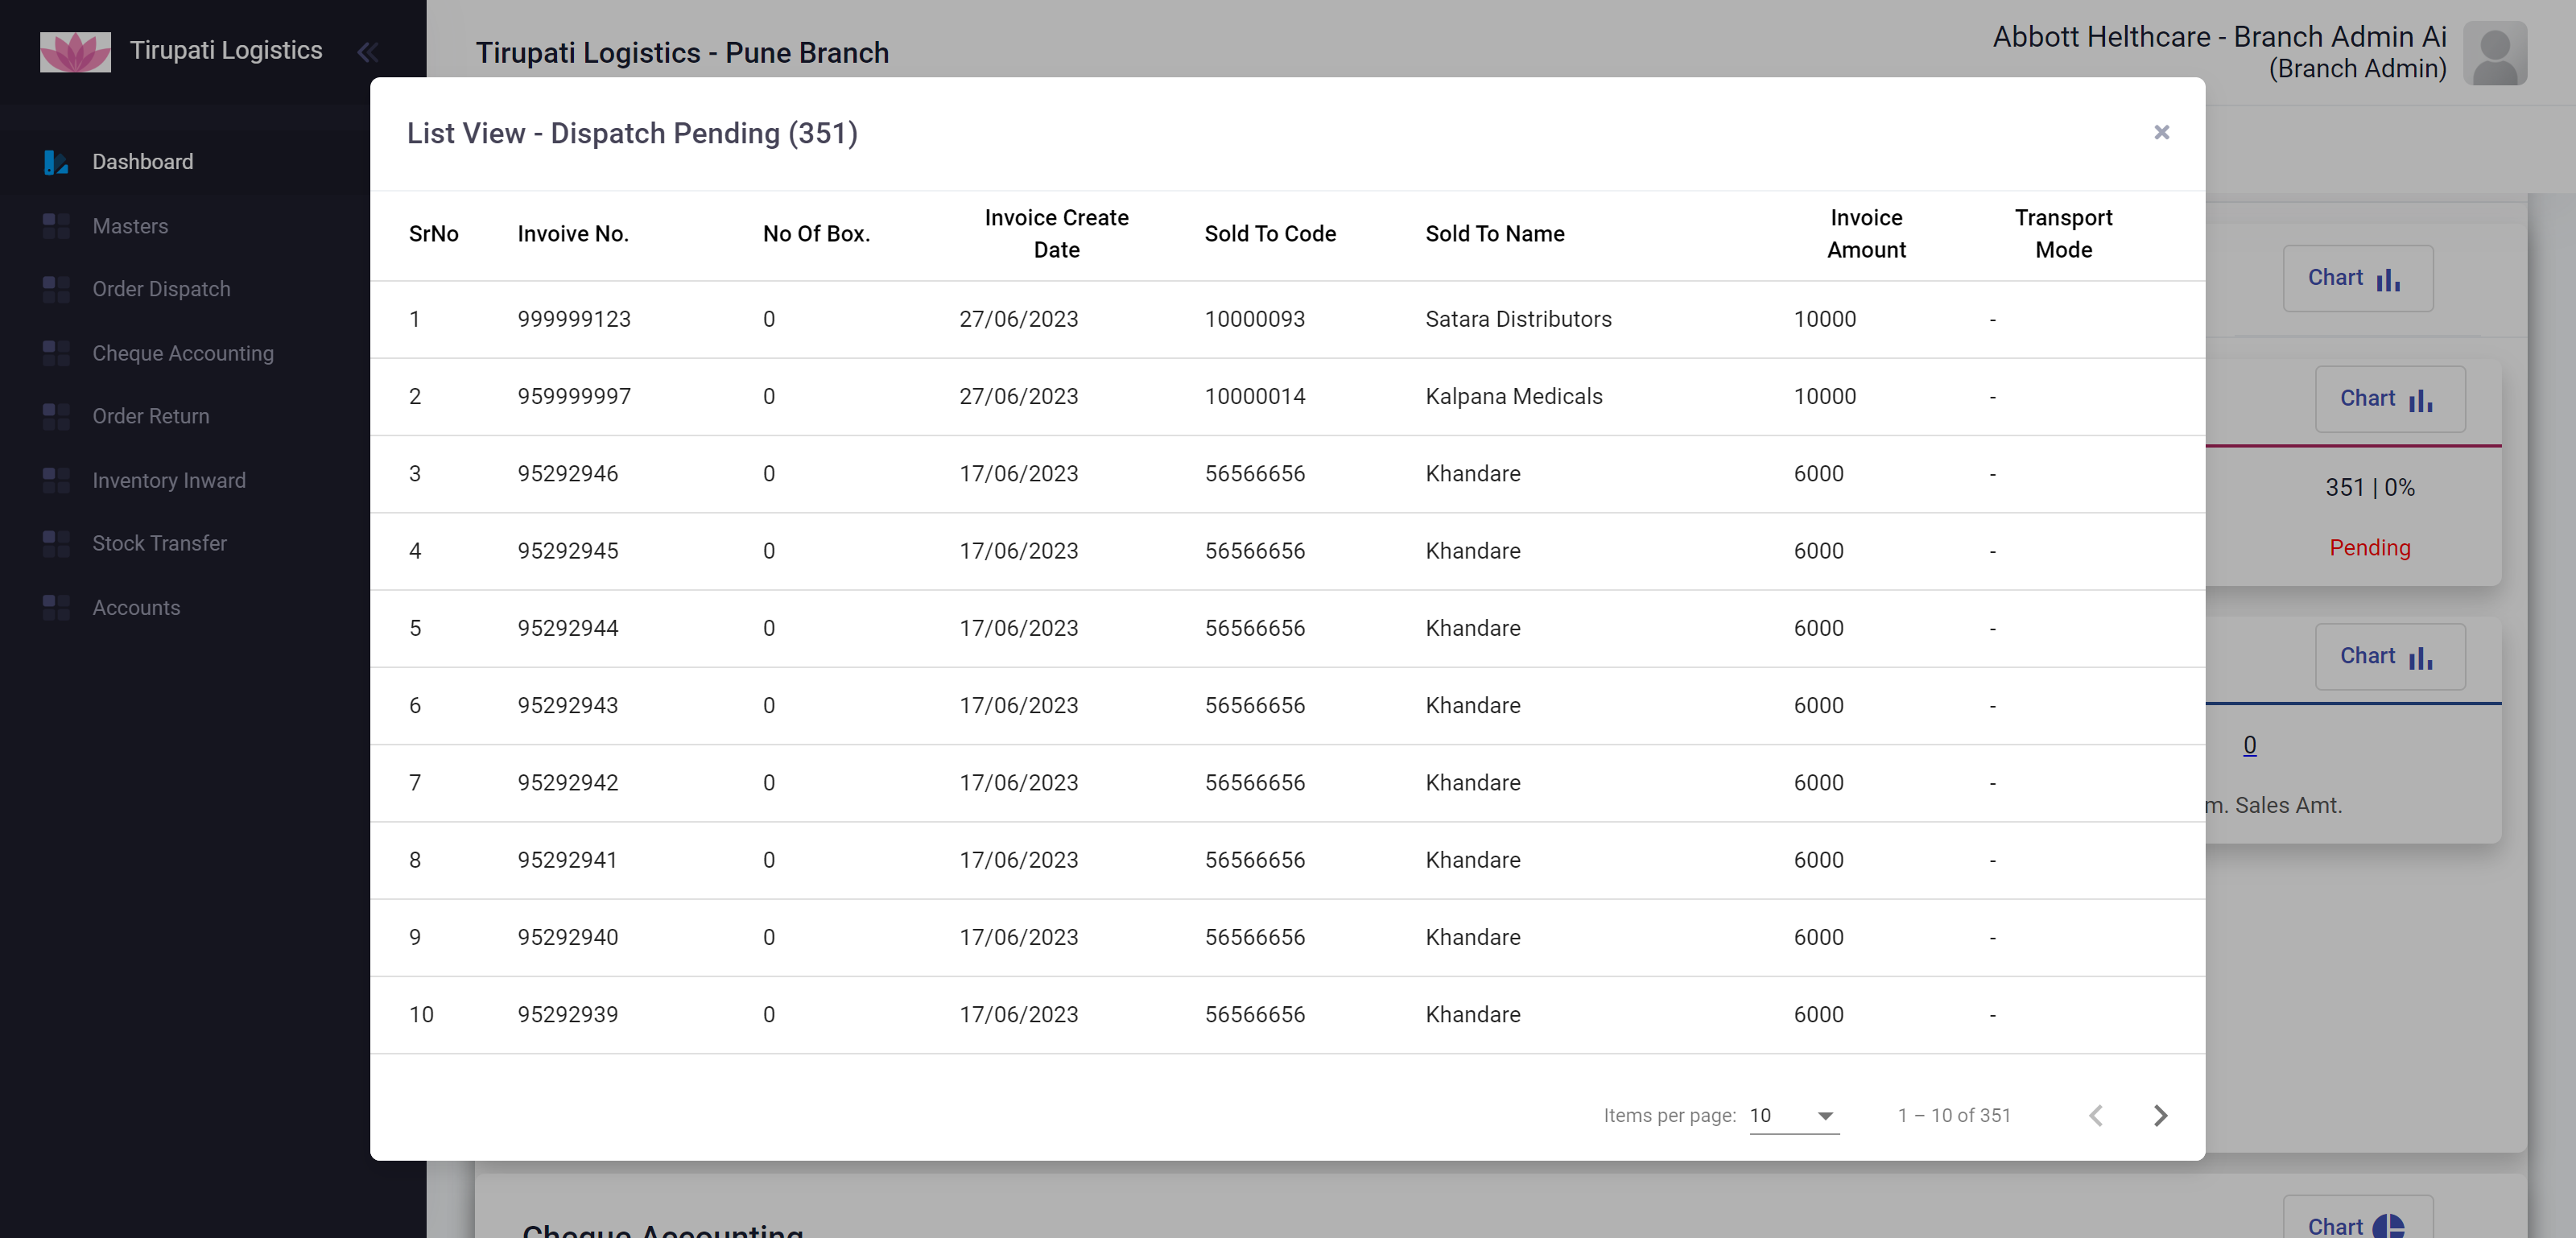 Tirupati Logistics
Tirupati Logistics - Pune Branch
Abbott Helthcare - Branch Admin Ai
(Branch Admin)
Dashboard
Masters
Order Dispatch
Cheque Accounting
Order Return
Inventory Inward
Stock Transfer
Accounts
List View - Dispatch Pending (351)
×
SrNo Invoive No. No Of Box. Invoice Create Date Sold To Code Sold To Name Invoice Amount Transport Mode
1 999999123 0 27/06/2023 10000093 Satara Distributors 10000 -
2 959999997 0 27/06/2023 10000014 Kalpana Medicals 10000 -
3 95292946 0 17/06/2023 56566656 Khandare 6000 -
4 95292945 0 17/06/2023 56566656 Khandare 6000 -
5 95292944 0 17/06/2023 56566656 Khandare 6000 -
6 95292943 0 17/06/2023 56566656 Khandare 6000 -
7 95292942 0 17/06/2023 56566656 Khandare 6000 -
8 95292941 0 17/06/2023 56566656 Khandare 6000 -
9 95292940 0 17/06/2023 56566656 Khandare 6000 -
10 95292939 0 17/06/2023 56566656 Khandare 6000 -
Items per page: 10 1 – 10 of 351
Chart
Chart
351 | 0%
Pending
Chart
0
m. Sales Amt.
Cheque Accounting
Chart